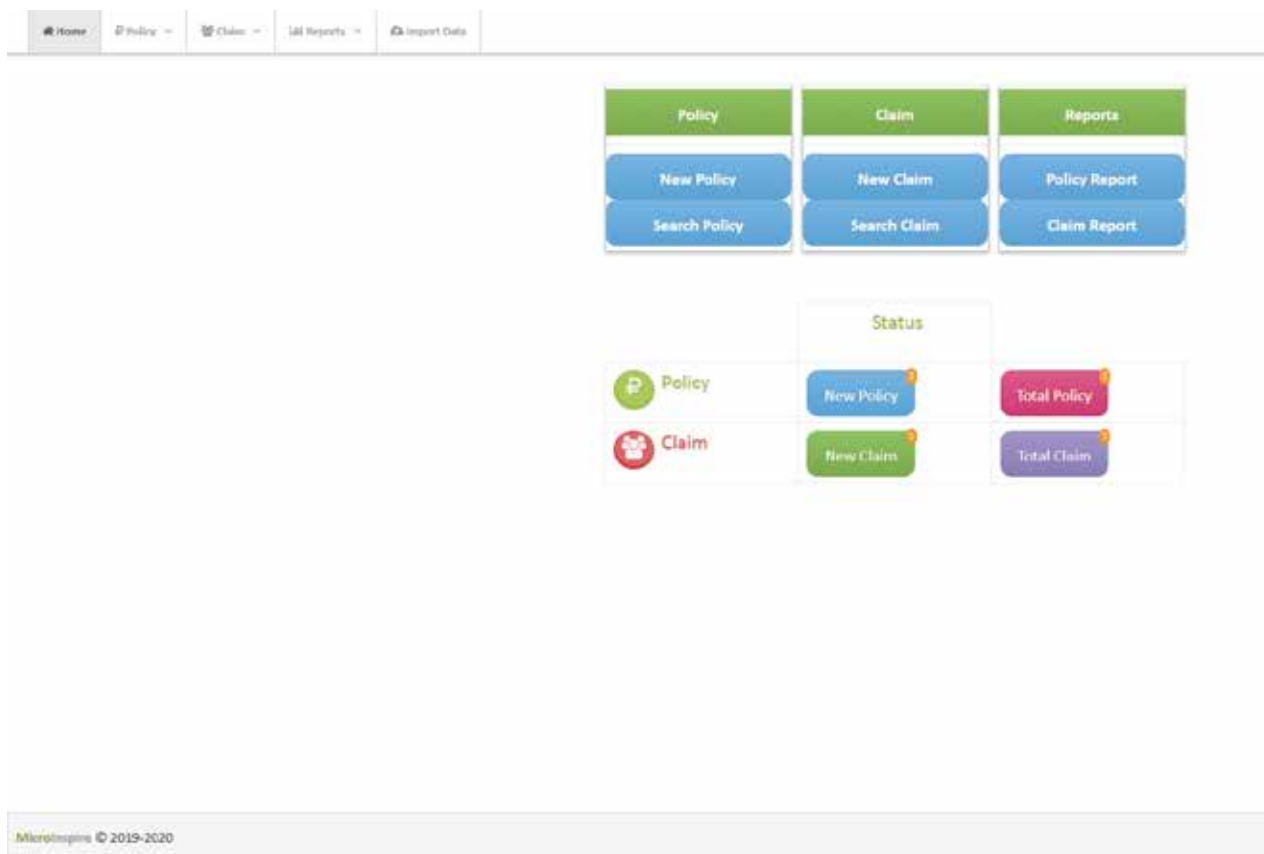 Home Policy Claim Reports Import Data
Policy Claim Reports
New Policy New Claim Policy Report
Search Policy Search Claim Claim Report
Status
Policy New Policy Total Policy
Claim New Claim Total Claim
MicroInspire © 2019-2020